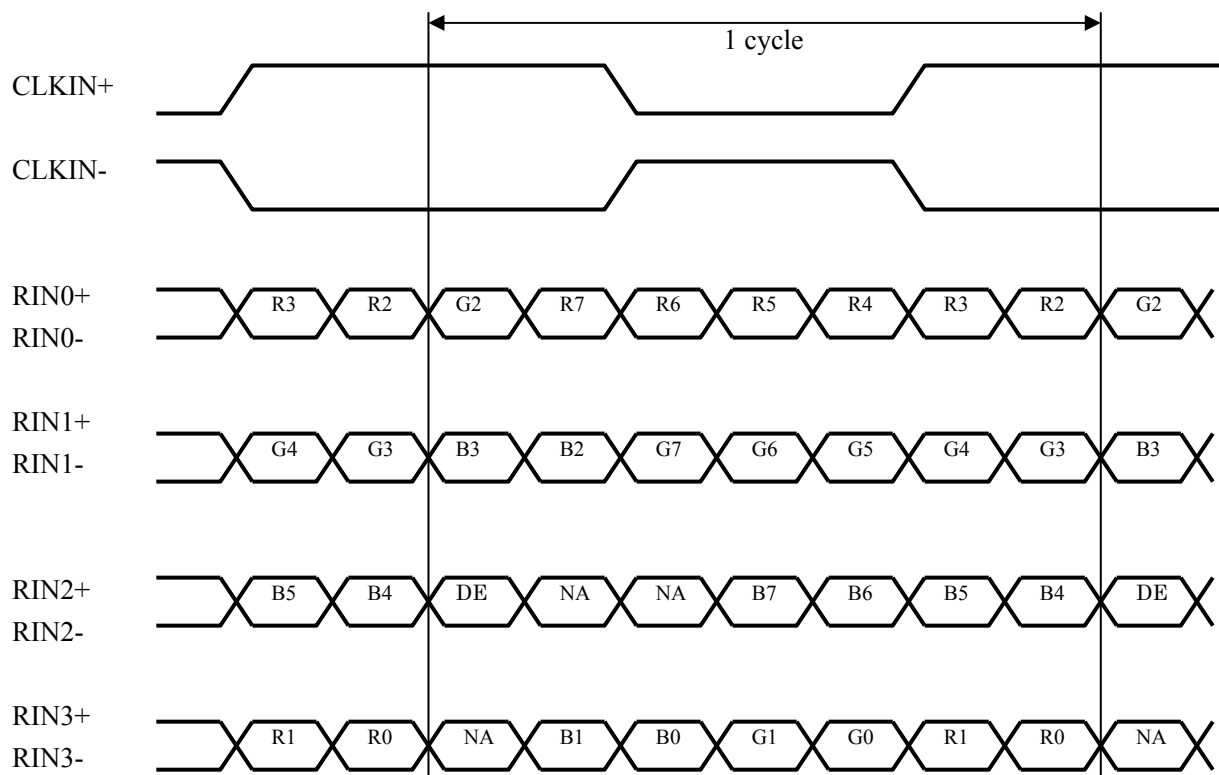 1 cycle
CLKIN+
CLKIN-
RIN0+
R3 R2 G2 R7 R6 R5 R4 R3 R2 G2
RIN0-
RIN1+
G4 G3 B3 B2 G7 G6 G5 G4 G3 B3
RIN1-
RIN2+
B5 B4 DE NA NA B7 B6 B5 B4 DE
RIN2-
RIN3+
R1 R0 NA B1 B0 G1 G0 R1 R0 NA
RIN3-